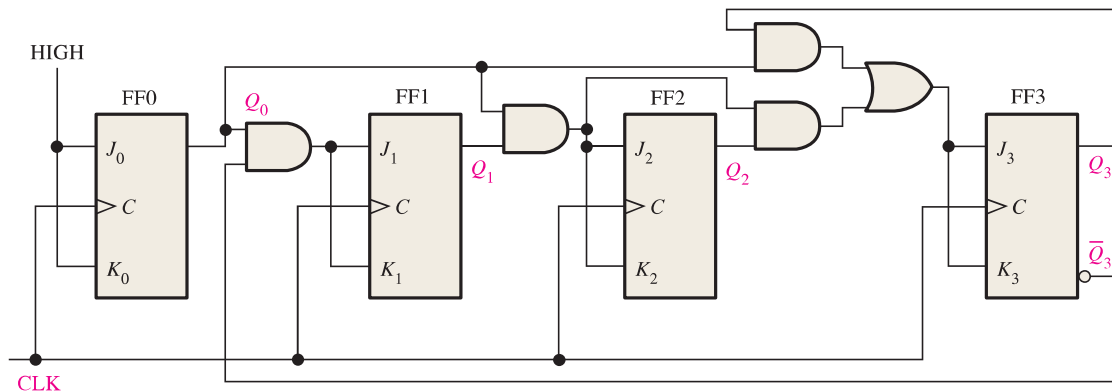 HIGH
FF0
FF1
FF2
FF3
Q₀
J₀
J₁
Q₁
J₂
Q₂
J₃
Q₃
C
C
C
C
K₀
K₁
K₂
K₃
Q̅₃
CLK